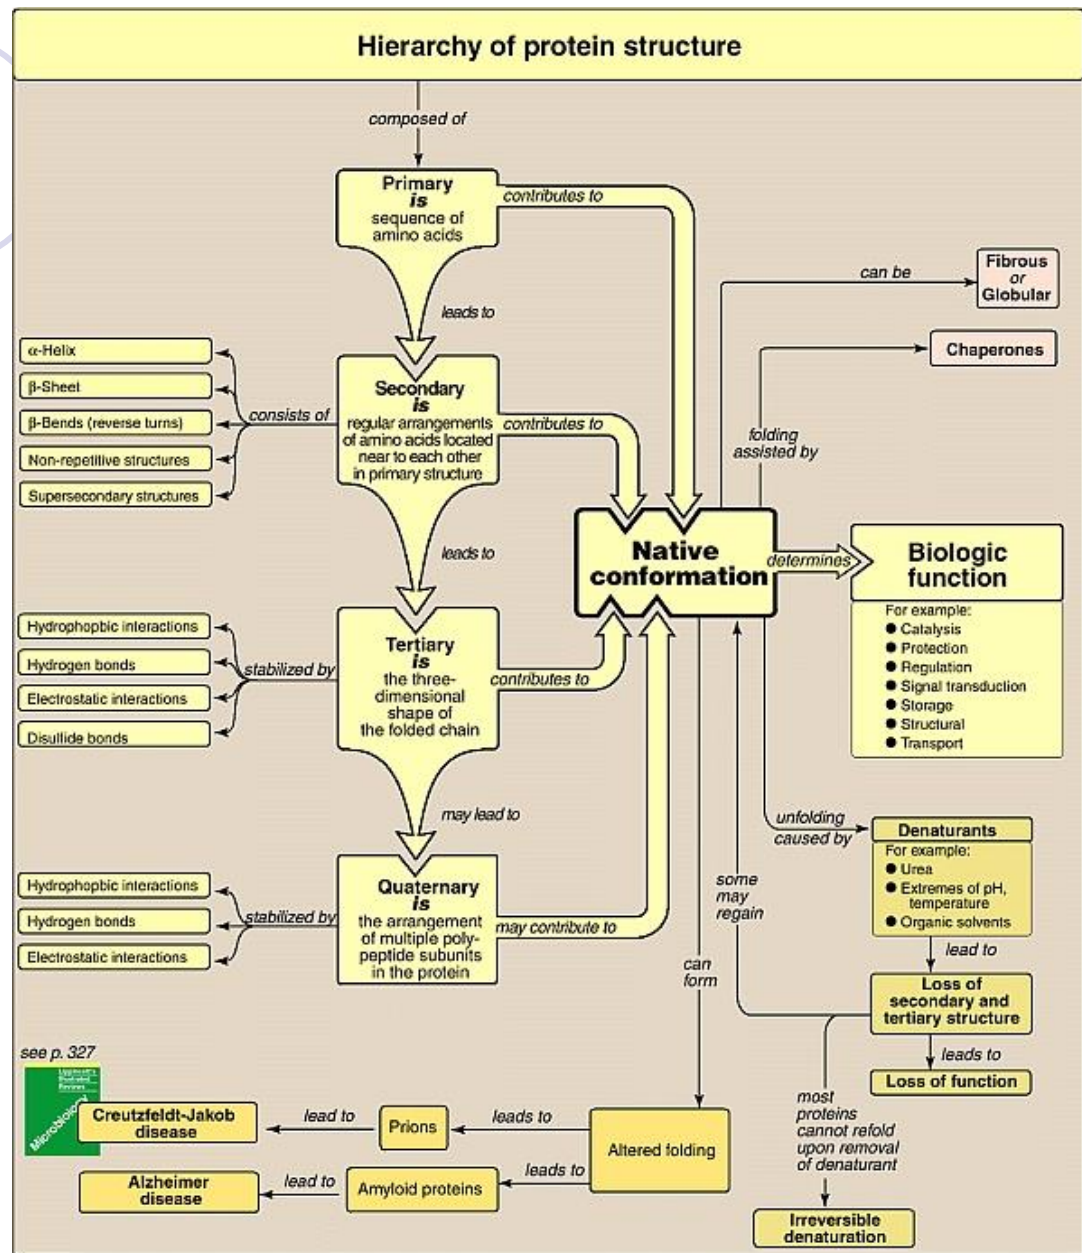 Hierarchy of protein structure
composed of
Primary
is
sequence of
amino acids
contributes to
leads to
can be
Fibrous
or
Globular
Chaperones
folding
assisted by
α-Helix
β-Sheet
β-Bends (reverse turns)
Non-repetitive structures
Supersecondary structures
consists of
Secondary
is
regular arrangements
of amino acids located
near to each other
in primary structure
contributes to
leads to
Native
conformation
determines
Biologic
function
For example:
● Catalysis
● Protection
● Regulation
● Signal transduction
● Storage
● Structural
● Transport
Hydrophopbic interactions
Hydrogen bonds
Electrostatic interactions
Disullide bonds
stabilized by
Tertiary
is
the three-
dimensional
shape of
the folded chain
contributes to
may lead to
unfolding
caused by
Denaturants
For example:
● Urea
● Extremes of pH,
temperature
● Organic solvents
lead to
Loss of
secondary and
tertiary structure
leads to
Loss of function
some
may
regain
most
proteins
cannot refold
upon removal
of denaturant
Irreversible
denaturation
Hydrophopbic interactions
Hydrogen bonds
Electrostatic interactions
stabilized by
Quaternary
is
the arrangement
of multiple poly-
peptide subunits
in the protein
may contribute to
can
form
Altered folding
leads to
Prions
lead to
Creutzfeldt-Jakob
disease
leads to
Amyloid proteins
lead to
Alzheimer
disease
see p. 327
Lippincott's
Illustrated
Reviews
Microbiology